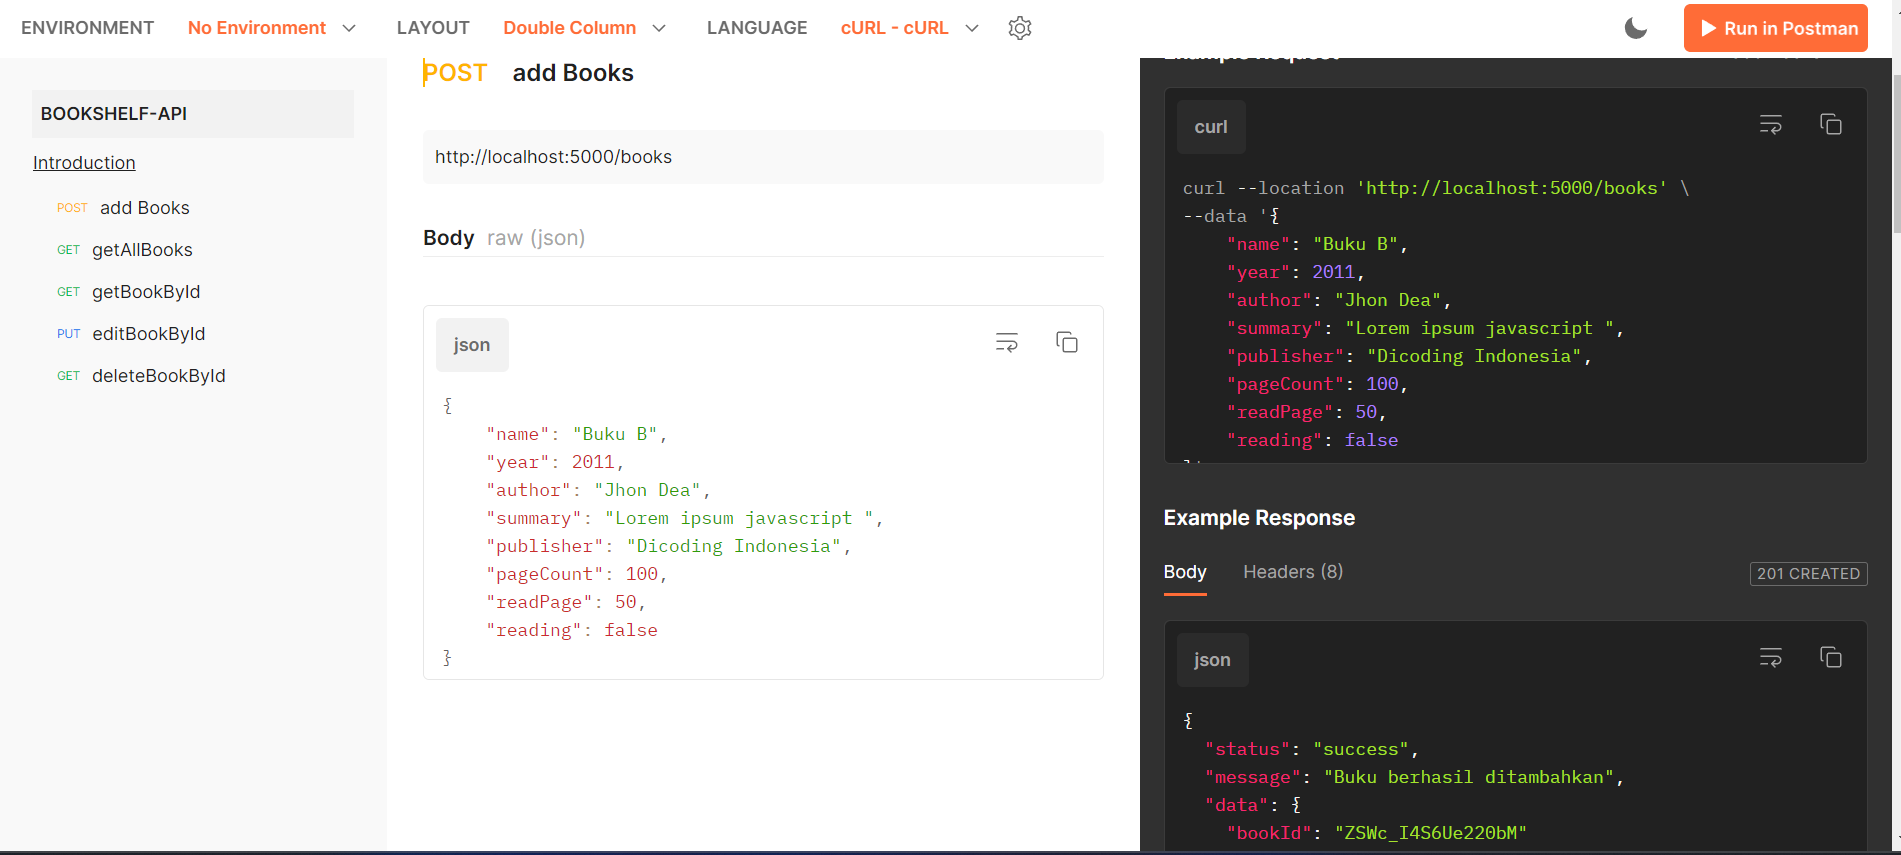 ENVIRONMENT No Environment LAYOUT Double Column LANGUAGE cURL - cURL Run in Postman
BOOKSHELF-API
Introduction
POST add Books
GET getAllBooks
GET getBookById
PUT editBookById
GET deleteBookById
POST add Books
http://localhost:5000/books
Body raw (json)
json
{
    "name": "Buku B",
    "year": 2011,
    "author": "Jhon Dea",
    "summary": "Lorem ipsum javascript ",
    "publisher": "Dicoding Indonesia",
    "pageCount": 100,
    "readPage": 50,
    "reading": false
}
Example Request
curl
curl --location 'http://localhost:5000/books' \
--data '{
    "name": "Buku B",
    "year": 2011,
    "author": "Jhon Dea",
    "summary": "Lorem ipsum javascript ",
    "publisher": "Dicoding Indonesia",
    "pageCount": 100,
    "readPage": 50,
    "reading": false
Example Response
Body Headers (8) 201 CREATED
json
{
  "status": "success",
  "message": "Buku berhasil ditambahkan",
  "data": {
    "bookId": "ZSWc_I4S6Ue220bM"